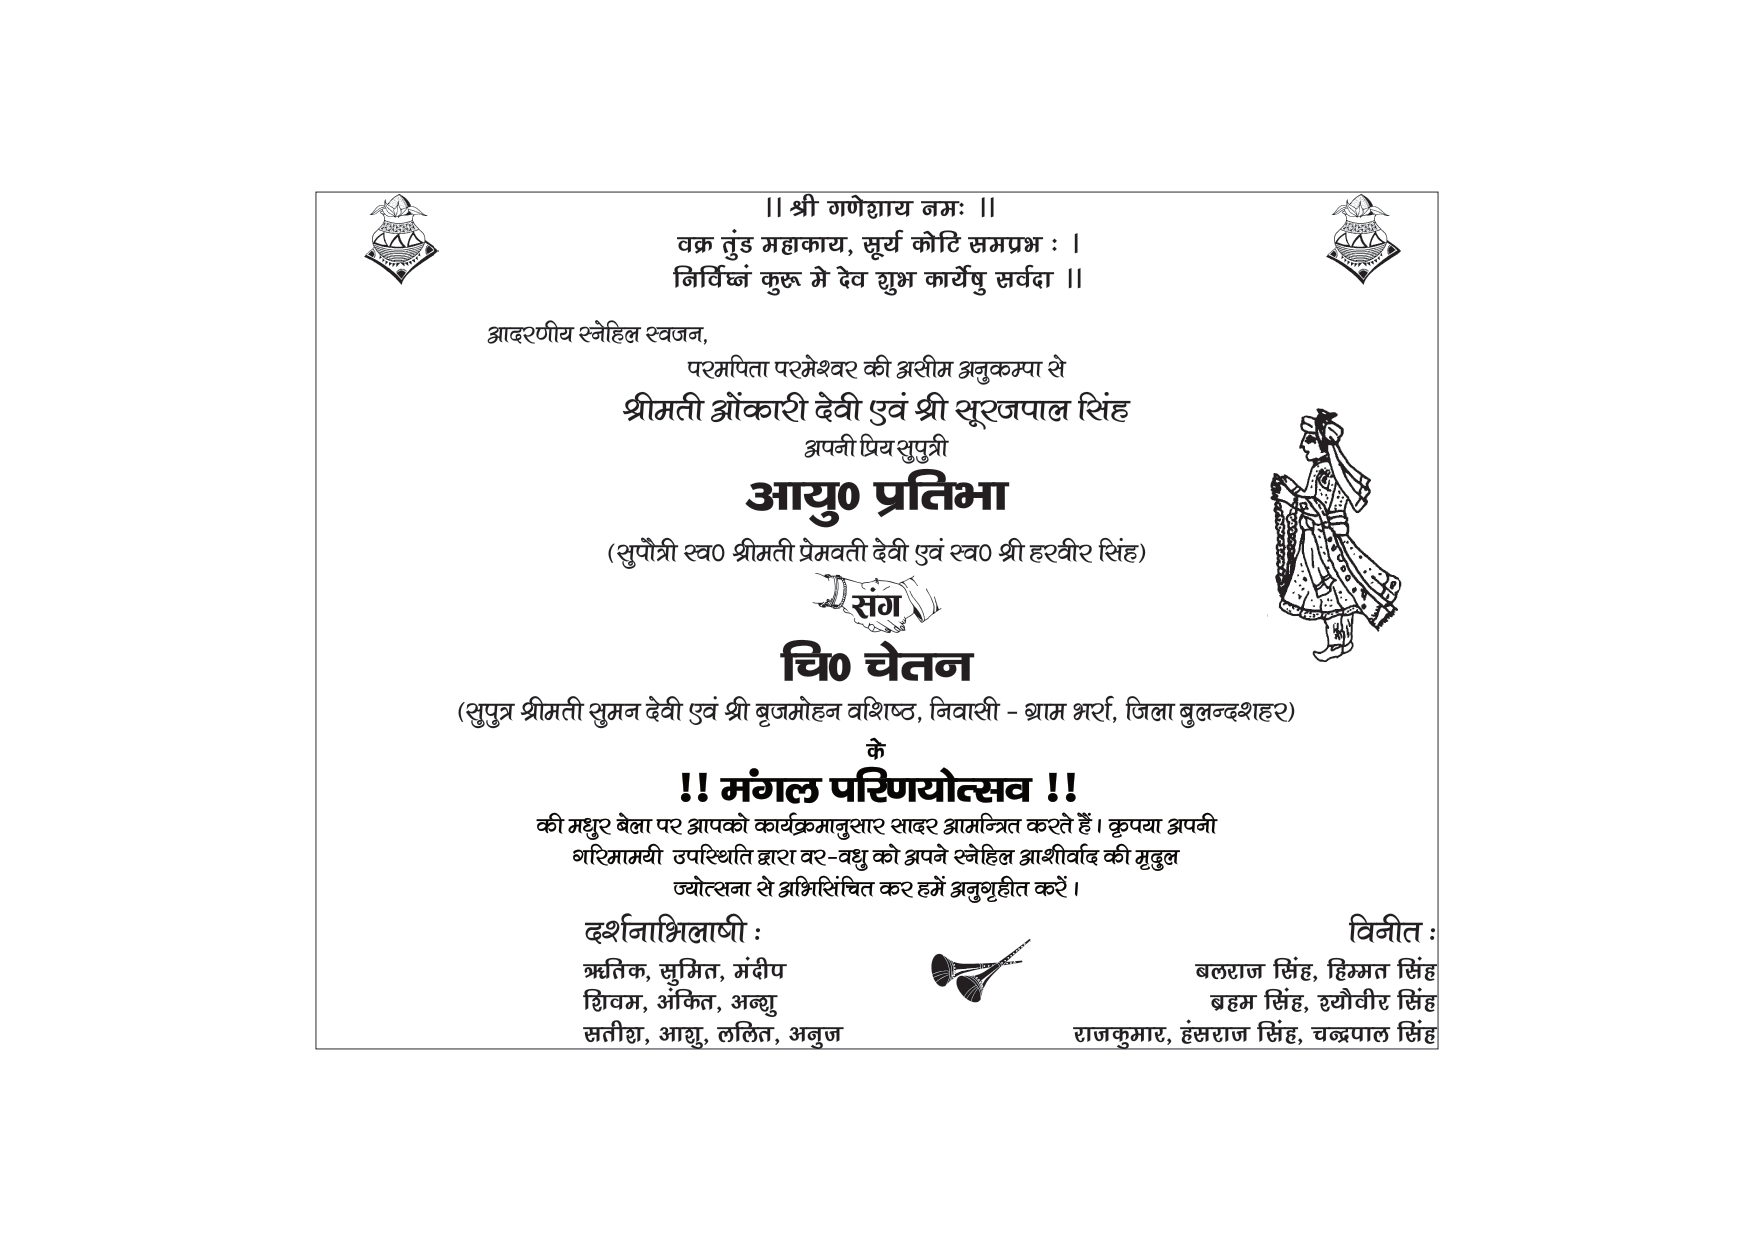 ।। श्री गणेशाय नमः ।।
वक्र तुंड महाकाय, सूर्य कोटि समप्रभ : ।
निर्विघ्नं कुरू मे देव शुभ कार्येषु सर्वदा ।।
आदरणीय स्नेहिल स्वजन,
परमपिता परमेश्वर की असीम अनुकम्पा से
श्रीमती ओंकारी देवी एवं श्री सूरजपाल सिंह
अपनी प्रिय सुपुत्री
आयु0 प्रतिभा
(सुपौत्री स्व0 श्रीमती प्रेमवती देवी एवं स्व0 श्री हरवीर सिंह)
संग
चि0 चेतन
(सुपुत्र श्रीमती सुमन देवी एवं श्री बृजमोहन वशिष्ठ, निवासी - ग्राम भर्रा, जिला बुलन्दशहर)
के
!! मंगल परिणयोत्सव !!
की मधुर बेला पर आपको कार्यक्रमानुसार सादर आमन्त्रित करते हैं। कृपया अपनी
गरिमामयी उपस्थिति द्वारा वर-वधु को अपने स्नेहिल आशीर्वाद की मृदुल
ज्योत्सना से अभिसिंचित कर हमें अनुगृहीत करें।
दर्शनाभिलाषी :
ऋतिक, सुमित, मंदीप
शिवम, अंकित, अन्शु
सतीश, आशु, ललित, अनुज
विनीत :
बलराज सिंह, हिम्मत सिंह
ब्रहम सिंह, श्यौवीर सिंह
राजकुमार, हंसराज सिंह, चन्द्रपाल सिंह